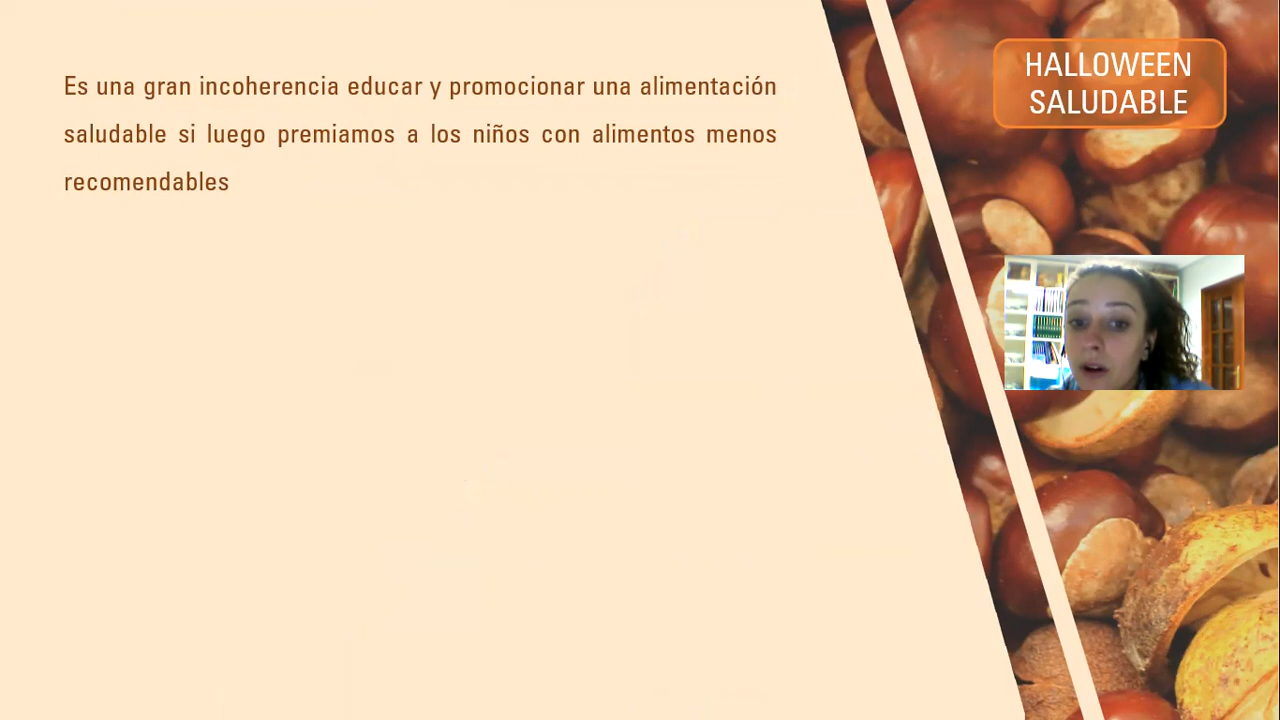 Es una gran incoherencia educar y promocionar una alimentación
saludable si luego premiamos a los niños con alimentos menos
recomendables
HALLOWEEN
SALUDABLE